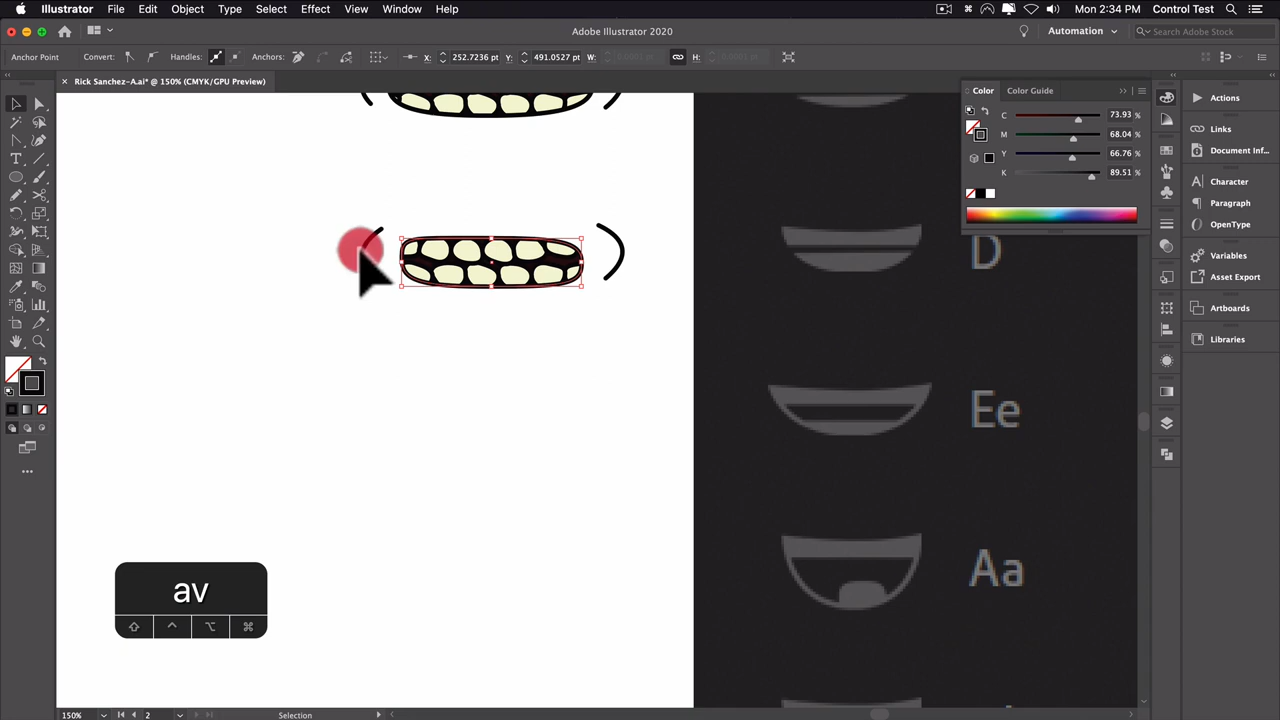 Illustrator File Edit Object Type Select Effect View Window Help Mon 2:34 PM Control Test
Adobe Illustrator 2020 Automation Search Adobe Stock
Anchor Point Convert: Handles: Anchors: X: 252.7236 pt Y: 491.0527 pt W: H:
Rick Sanchez-A.ai* @ 150% (CMYK/GPU Preview)
Color Color Guide
C 73.93 %
M 68.04 %
Y 66.76 %
K 89.51 %
Actions
Links
Document Inf...
Character
Paragraph
OpenType
Variables
Asset Export
Artboards
Libraries
D
Ee
Aa
av
150% 2 Selection